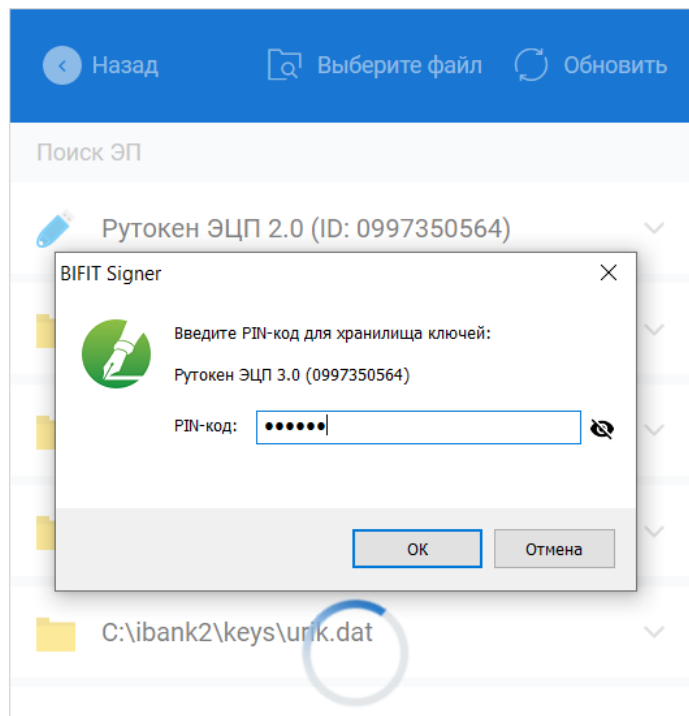 Назад
Выберите файл
Обновить
Поиск ЭП
Рутокен ЭЦП 2.0 (ID: 0997350564)
BIFIT Signer
Введите PIN-код для хранилища ключей:
Рутокен ЭЦП 3.0 (0997350564)
PIN-код:
••••••
ОК
Отмена
C:\ibank2\keys\urik.dat